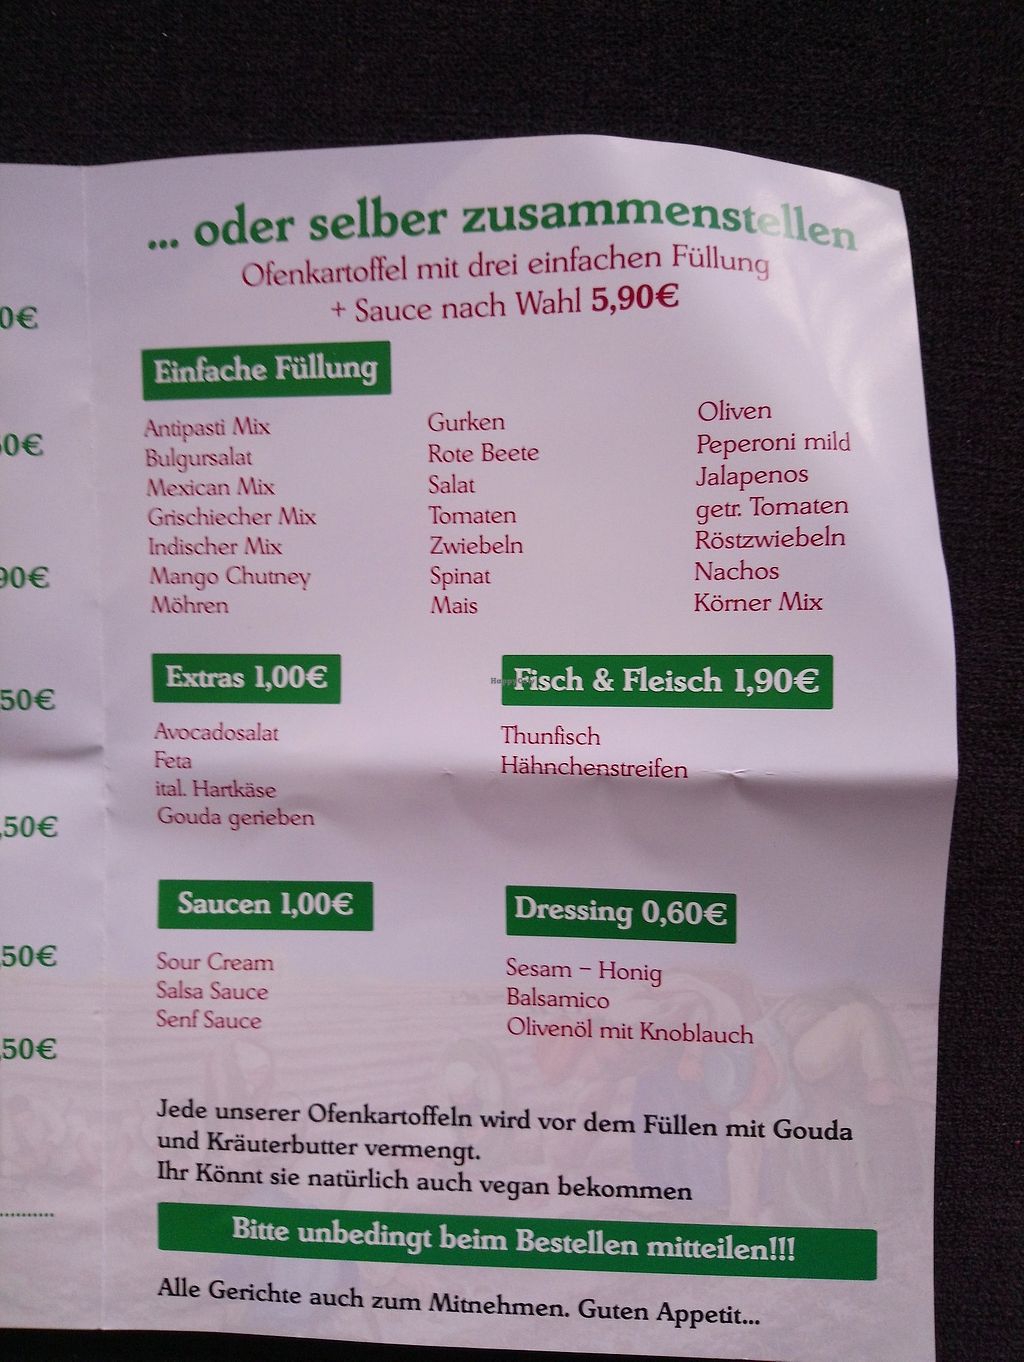 ... oder selber zusammenstellen
Ofenkartoffel mit drei einfachen Füllung
+ Sauce nach Wahl 5,90€
Einfache Füllung
Antipasti Mix
Bulgursalat
Mexican Mix
Grischiecher Mix
Indischer Mix
Mango Chutney
Möhren
Gurken
Rote Beete
Salat
Tomaten
Zwiebeln
Spinat
Mais
Oliven
Peperoni mild
Jalapenos
getr. Tomaten
Röstzwiebeln
Nachos
Körner Mix
Extras 1,00€
Avocadosalat
Feta
ital. Hartkäse
Gouda gerieben
Fisch & Fleisch 1,90€
Thunfisch
Hähnchenstreifen
Saucen 1,00€
Sour Cream
Salsa Sauce
Senf Sauce
Dressing 0,60€
Sesam – Honig
Balsamico
Olivenöl mit Knoblauch
Jede unserer Ofenkartoffeln wird vor dem Füllen mit Gouda
und Kräuterbutter vermengt.
Ihr Könnt sie natürlich auch vegan bekommen
Bitte unbedingt beim Bestellen mitteilen!!!
Alle Gerichte auch zum Mitnehmen. Guten Appetit...
0€
50€
90€
,50€
,50€
,50€
,50€